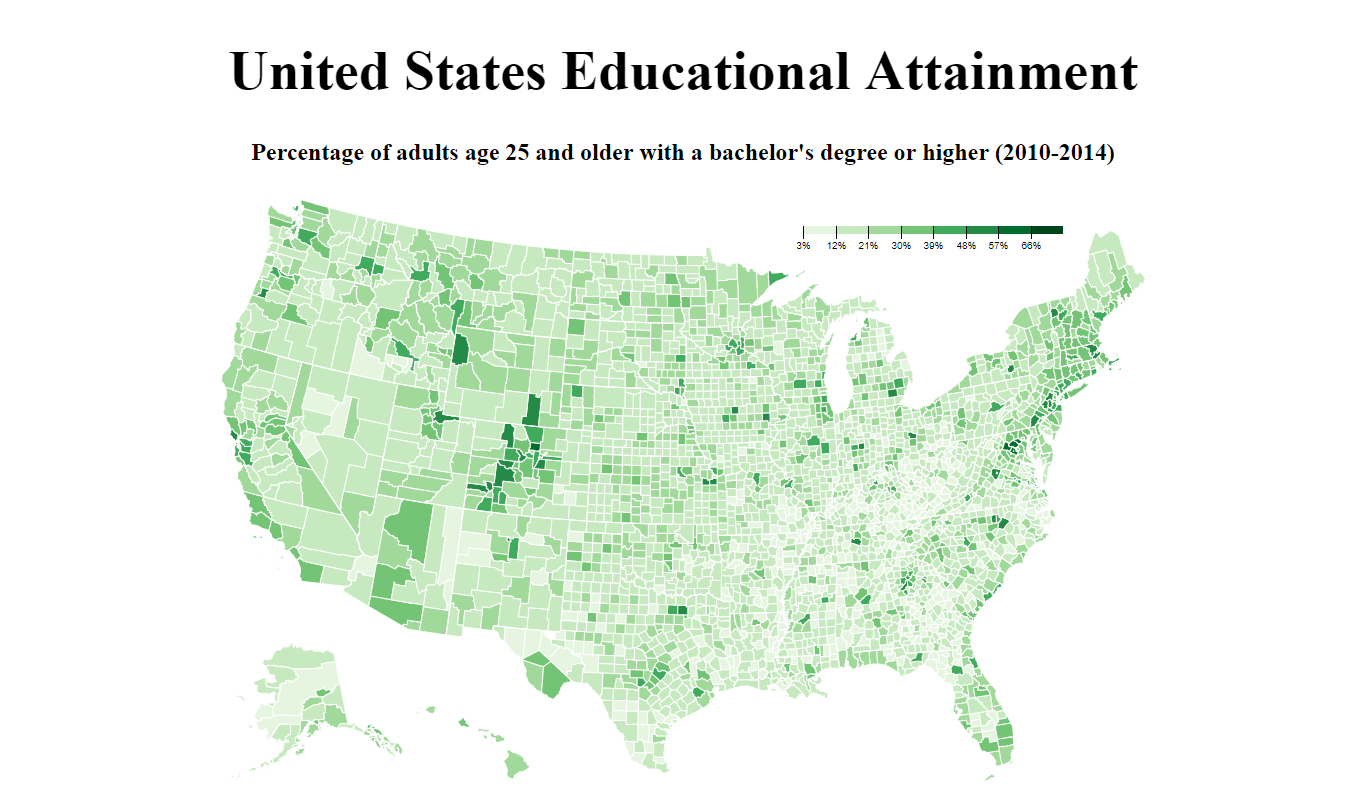 United States Educational Attainment
Percentage of adults age 25 and older with a bachelor's degree or higher (2010-2014)
3% 12% 21% 30% 39% 48% 57% 66%